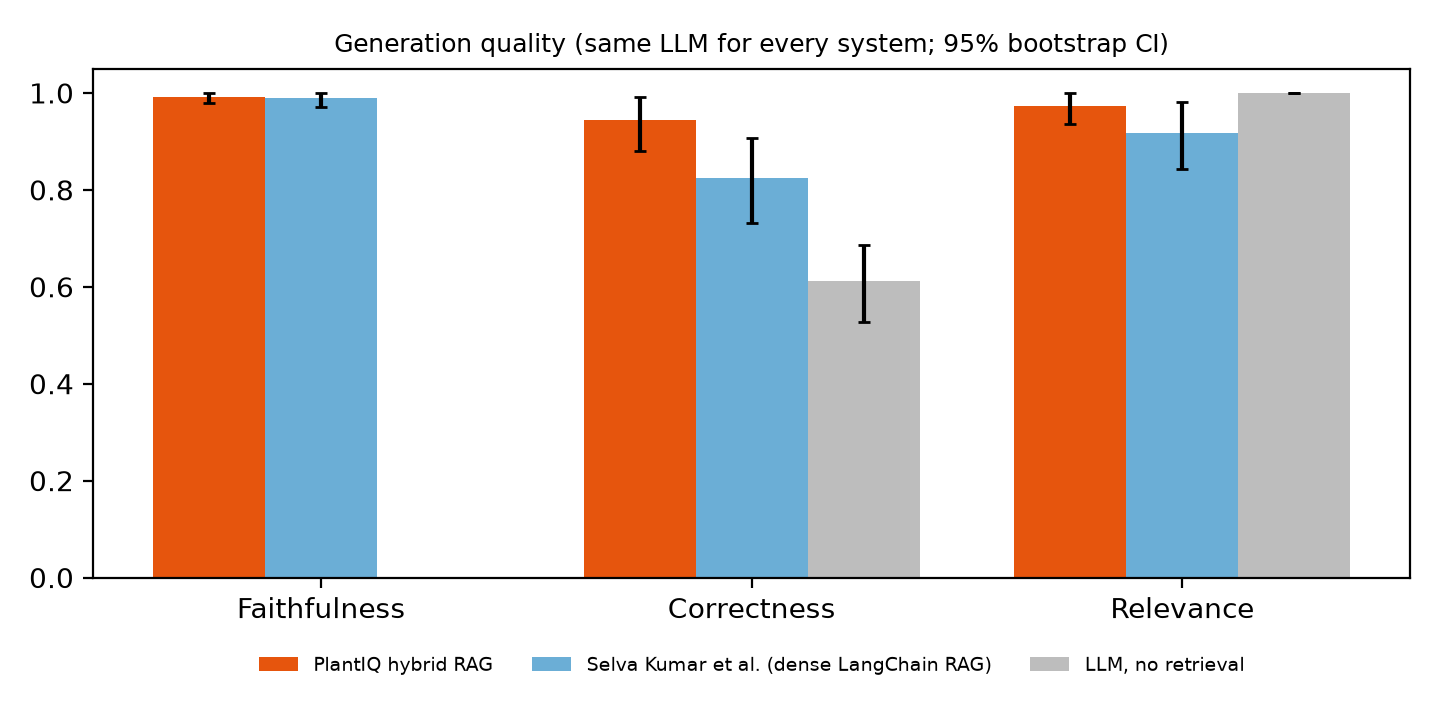 Generation quality (same LLM for every system; 95% bootstrap CI)
1.0
0.8
0.6
0.4
0.2
0.0
Faithfulness Correctness Relevance
PlantIQ hybrid RAG Selva Kumar et al. (dense LangChain RAG) LLM, no retrieval